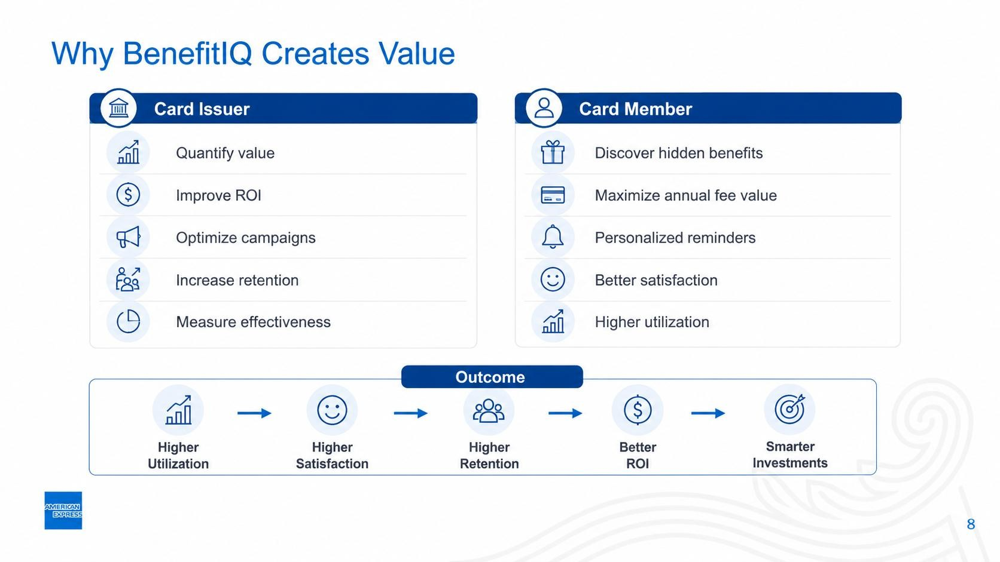 Why BenefitIQ Creates Value
Card Issuer
Quantify value
Improve ROI
Optimize campaigns
Increase retention
Measure effectiveness
Card Member
Discover hidden benefits
Maximize annual fee value
Personalized reminders
Better satisfaction
Higher utilization
Outcome
Higher
Utilization
Higher
Satisfaction
Higher
Retention
Better
ROI
Smarter
Investments
AMERICAN
EXPRESS
8